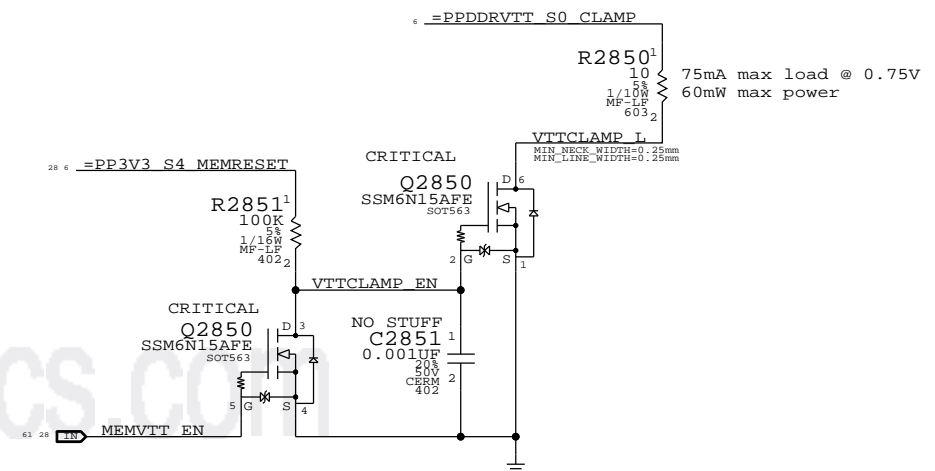 6 =PPDDRVTT_S0_CLAMP
R2850 1
10
5%
1/10W
MF-LF
603 2
75mA max load @ 0.75V
60mW max power
VTTCLAMP_L
MIN_NECK_WIDTH=0.25mm
MIN_LINE_WIDTH=0.25mm
CRITICAL
Q2850
SSM6N15AFE
SOT563
D 6
2 G S 1
28 6 =PP3V3_S4_MEMRESET
R2851 1
100K
5%
1/16W
MF-LF
402 2
VTTCLAMP_EN
CRITICAL
Q2850
SSM6N15AFE
SOT563
D 3
5 G S 4
NO STUFF
C2851 1
0.001UF
20%
50V
CERM
402
2
61 28 IN MEMVTT_EN
cs.com